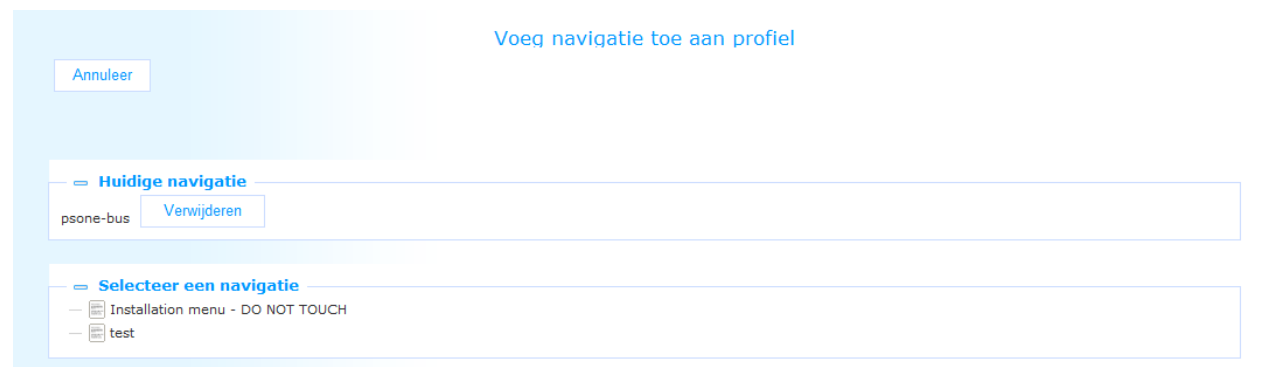 Voeg navigatie toe aan profiel
Annuleer
Huidige navigatie
psone-bus Verwijderen
Selecteer een navigatie
Installation menu - DO NOT TOUCH
test